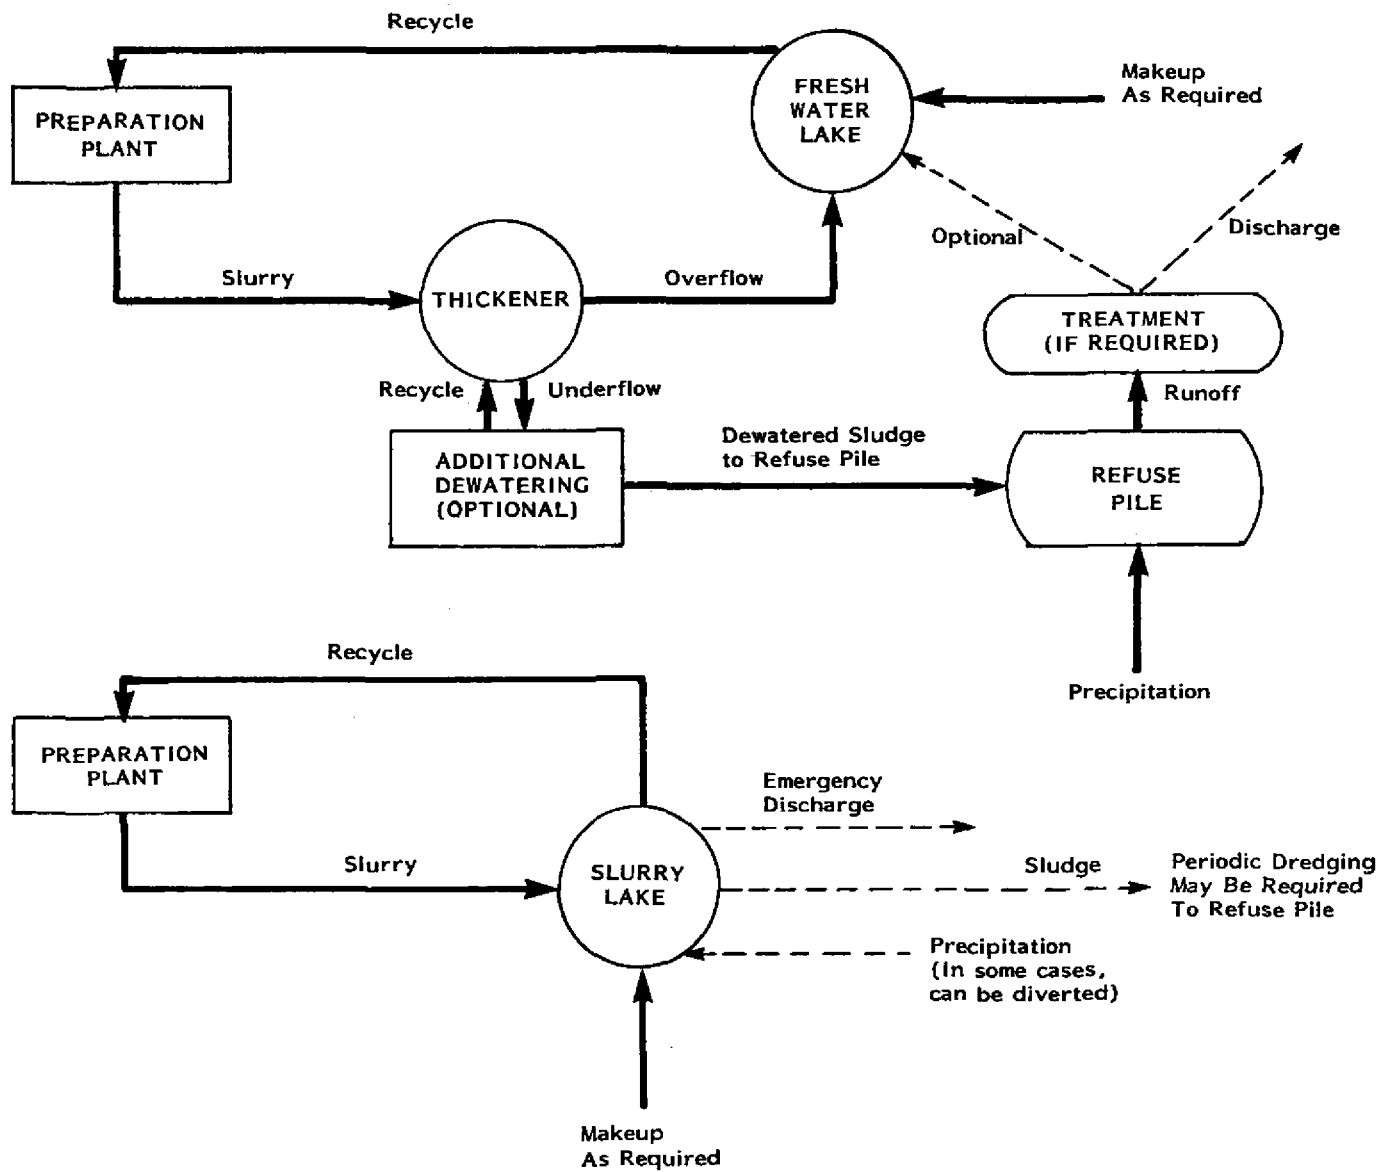 Recycle
PREPARATION
PLANT
FRESH
WATER
LAKE
Makeup
As Required
Optional
Discharge
Slurry
THICKENER
Overflow
TREATMENT
(IF REQUIRED)
Recycle
Underflow
Runoff
ADDITIONAL
DEWATERING
(OPTIONAL)
Dewatered Sludge
to Refuse Pile
REFUSE
PILE
Precipitation
Recycle
PREPARATION
PLANT
Emergency
Discharge
Slurry
SLURRY
LAKE
Sludge
Periodic Dredging
May Be Required
To Refuse Pile
Precipitation
(In some cases,
can be diverted)
Makeup
As Required